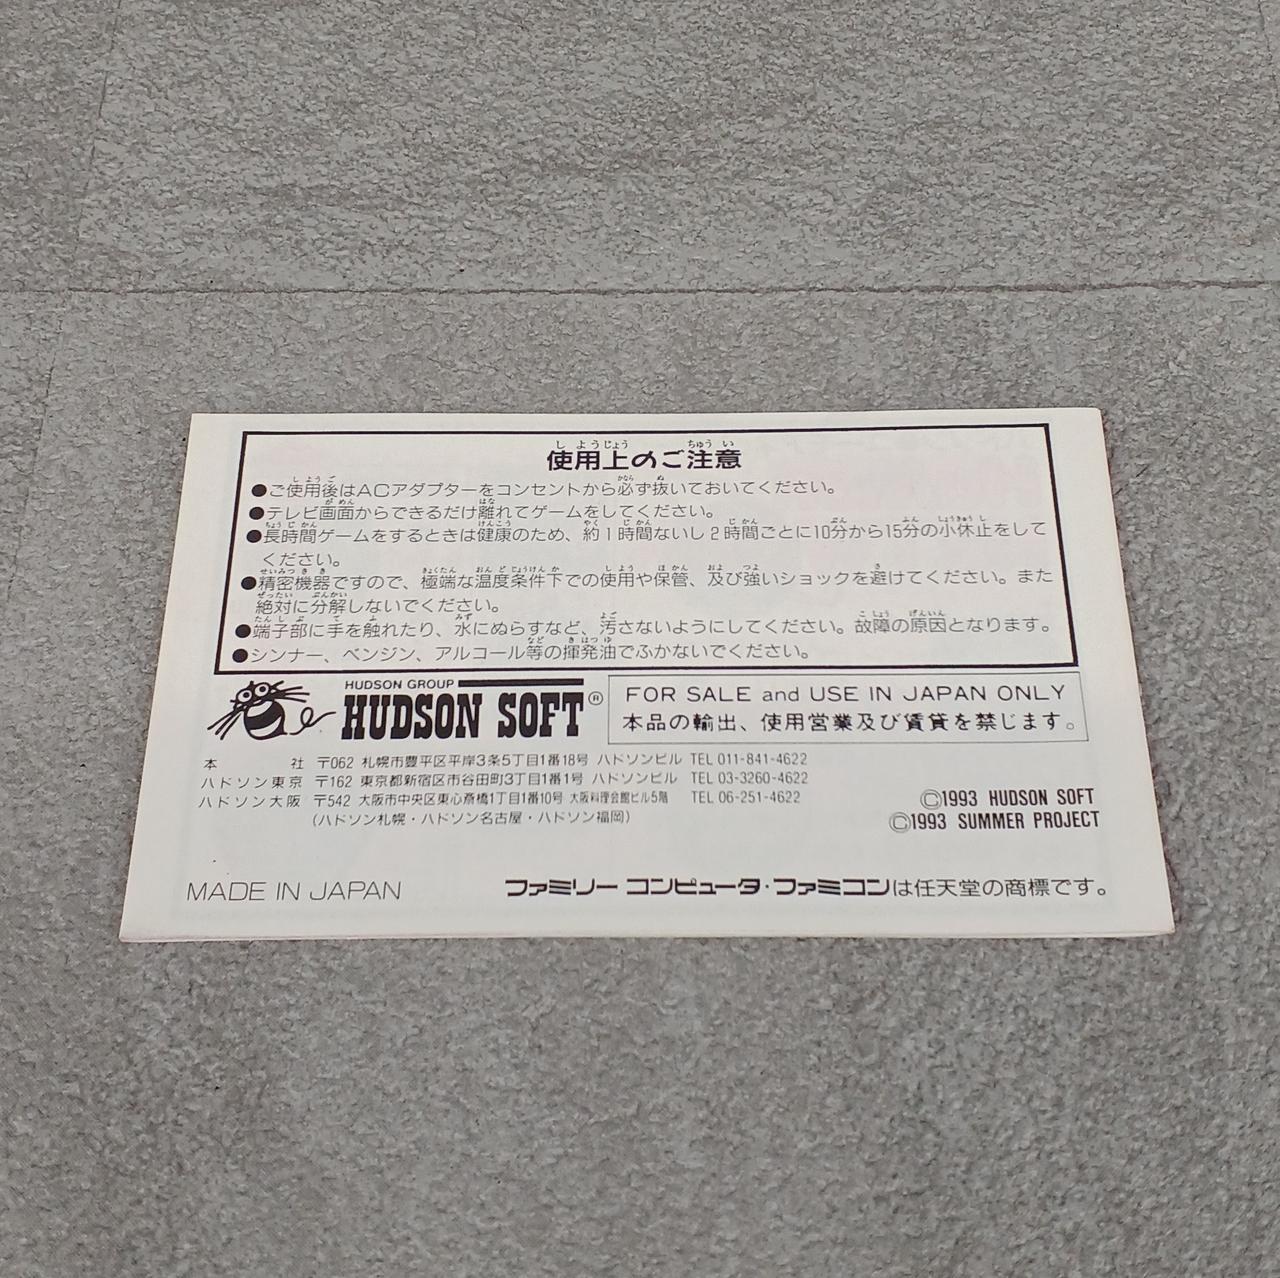 使用上のご注意
●ご使用後はACアダプターをコンセントから必ず抜いておいてください。
●テレビ画面からできるだけ離れてゲームをしてください。
●長時間ゲームをするときは健康のため、約1時間ないし2時間ごとに10分から15分の小休止をして
ください。
●精密機器ですので、極端な温度条件下での使用や保管、及び強いショックを避けてください。また
絶対に分解しないでください。
●端子部に手を触れたり、水にぬらすなど、汚さないようにしてください。故障の原因となります。
●シンナー、ベンジン、アルコール等の揮発油でふかないでください。
HUDSON GROUP
HUDSON SOFT®
FOR SALE and USE IN JAPAN ONLY
本品の輸出、使用営業及び賃貸を禁じます。
本社 〒062 札幌市豊平区平岸3条5丁目1番18号 ハドソンビル TEL 011-841-4622
ハドソン東京 〒162 東京都新宿区市谷田町3丁目1番1号 ハドソンビル TEL 03-3260-4622
ハドソン大阪 〒542 大阪市中央区東心斎橋1丁目1番10号 大阪料理会館ビル5階 TEL 06-251-4622
(ハドソン札幌・ハドソン名古屋・ハドソン福岡)
©1993 HUDSON SOFT
©1993 SUMMER PROJECT
MADE IN JAPAN
ファミリーコンピュータ・ファミコンは任天堂の商標です。